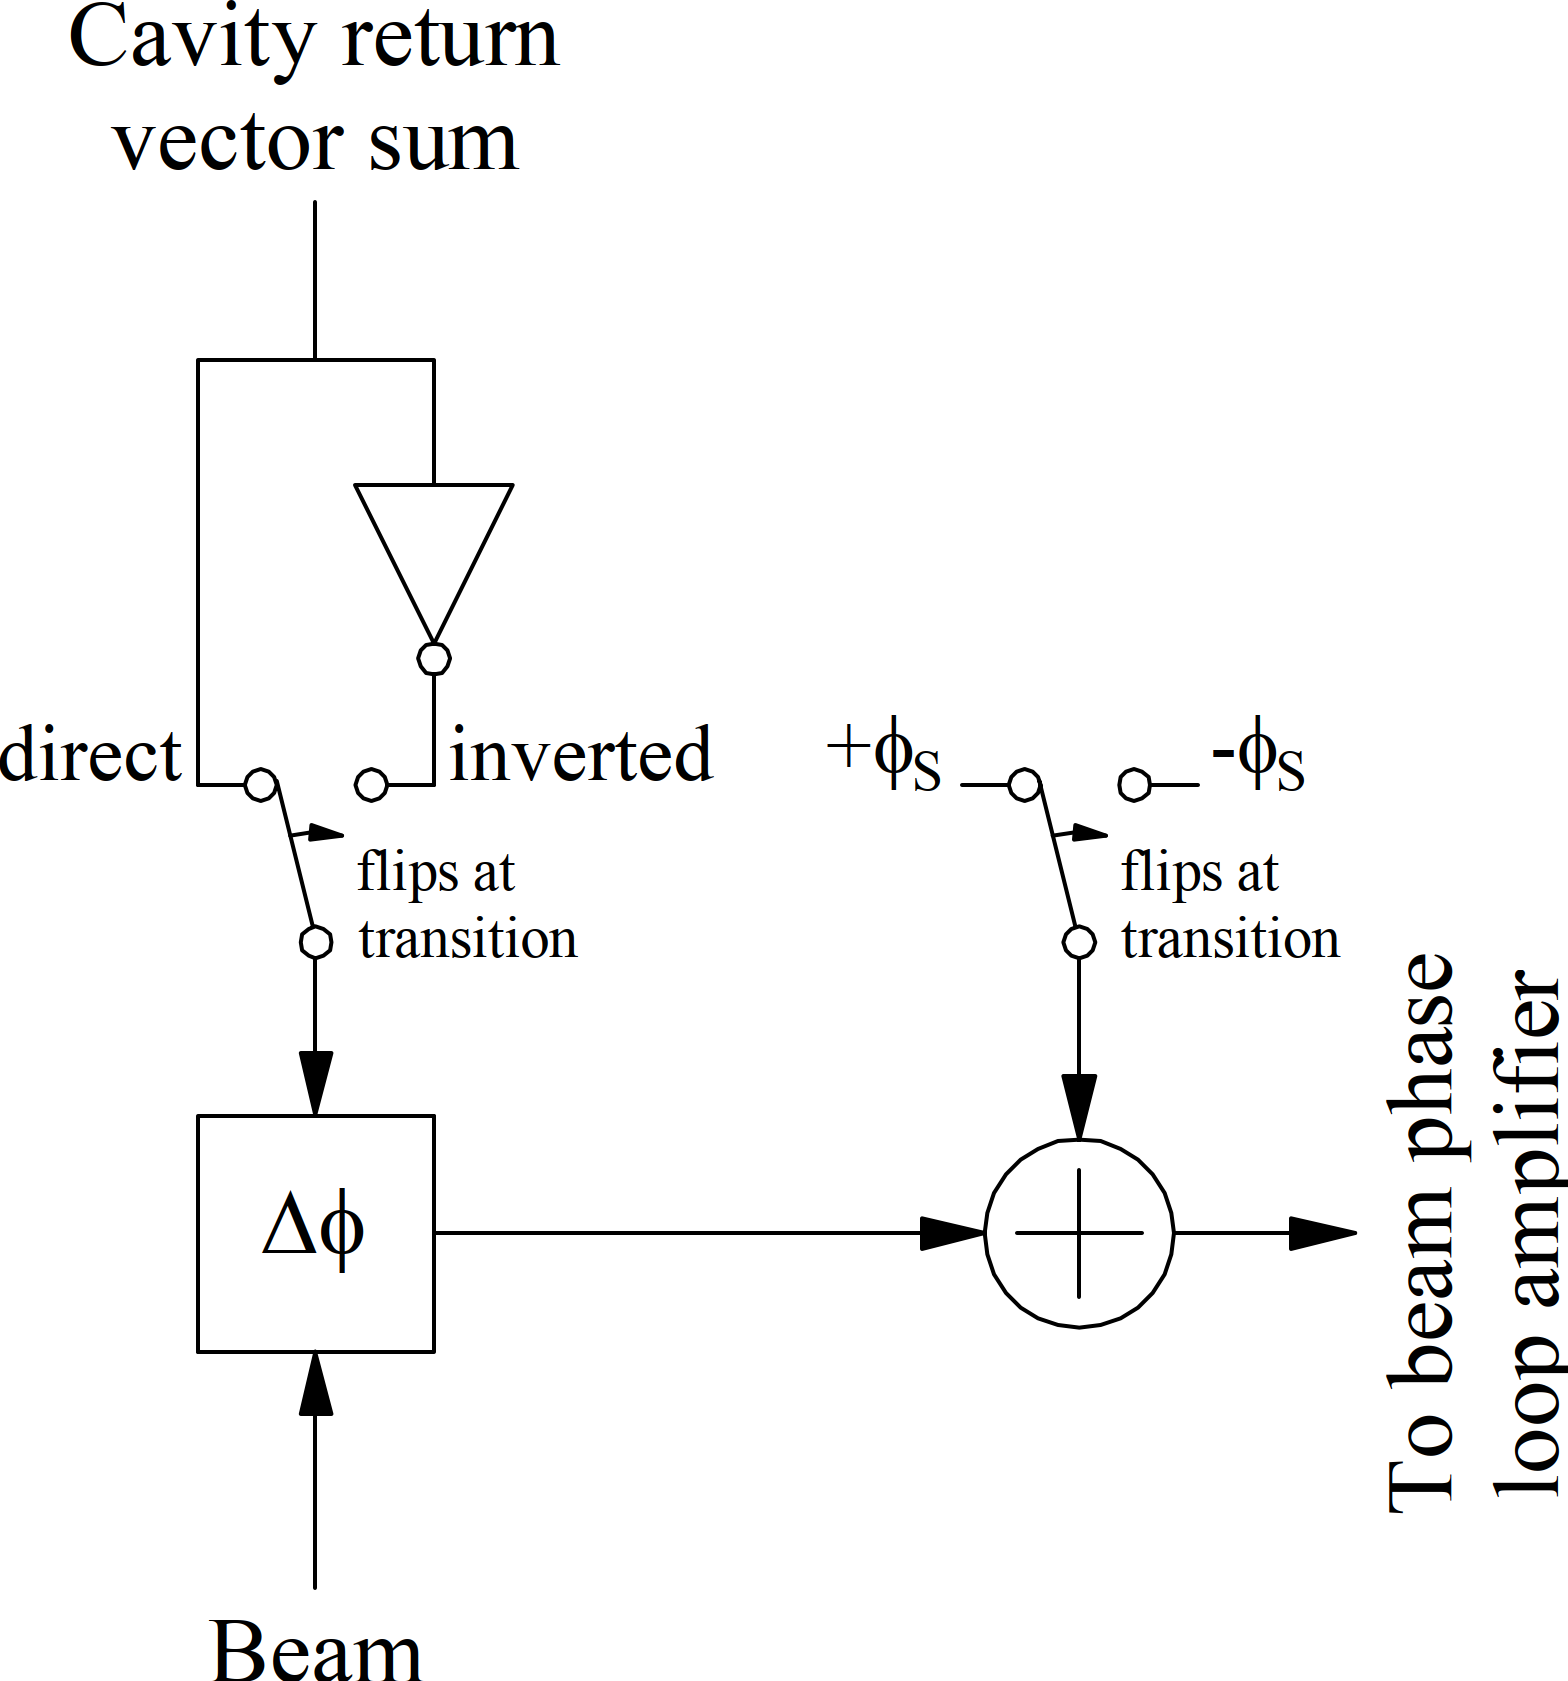 Cavity return
vector sum
direct
inverted
+ϕS
-ϕS
flips at
transition
flips at
transition
Δϕ
To beam phase
loop amplifier
Beam